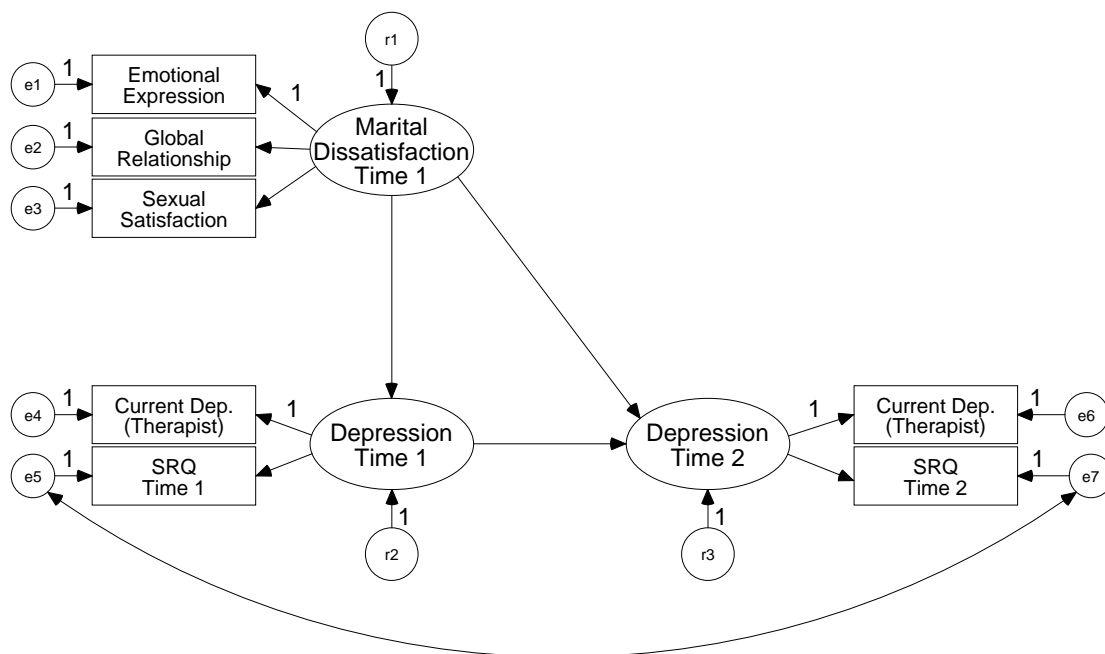 r1
1
e1
1
Emotional
Expression
1
e2
1
Global
Relationship
Marital
Dissatisfaction
Time 1
e3
1
Sexual
Satisfaction
e4
1
Current Dep.
(Therapist)
1
e5
1
SRQ
Time 1
Depression
Time 1
Depression
Time 2
1
Current Dep.
(Therapist)
1
e6
SRQ
Time 2
1
e7
1
r2
1
r3